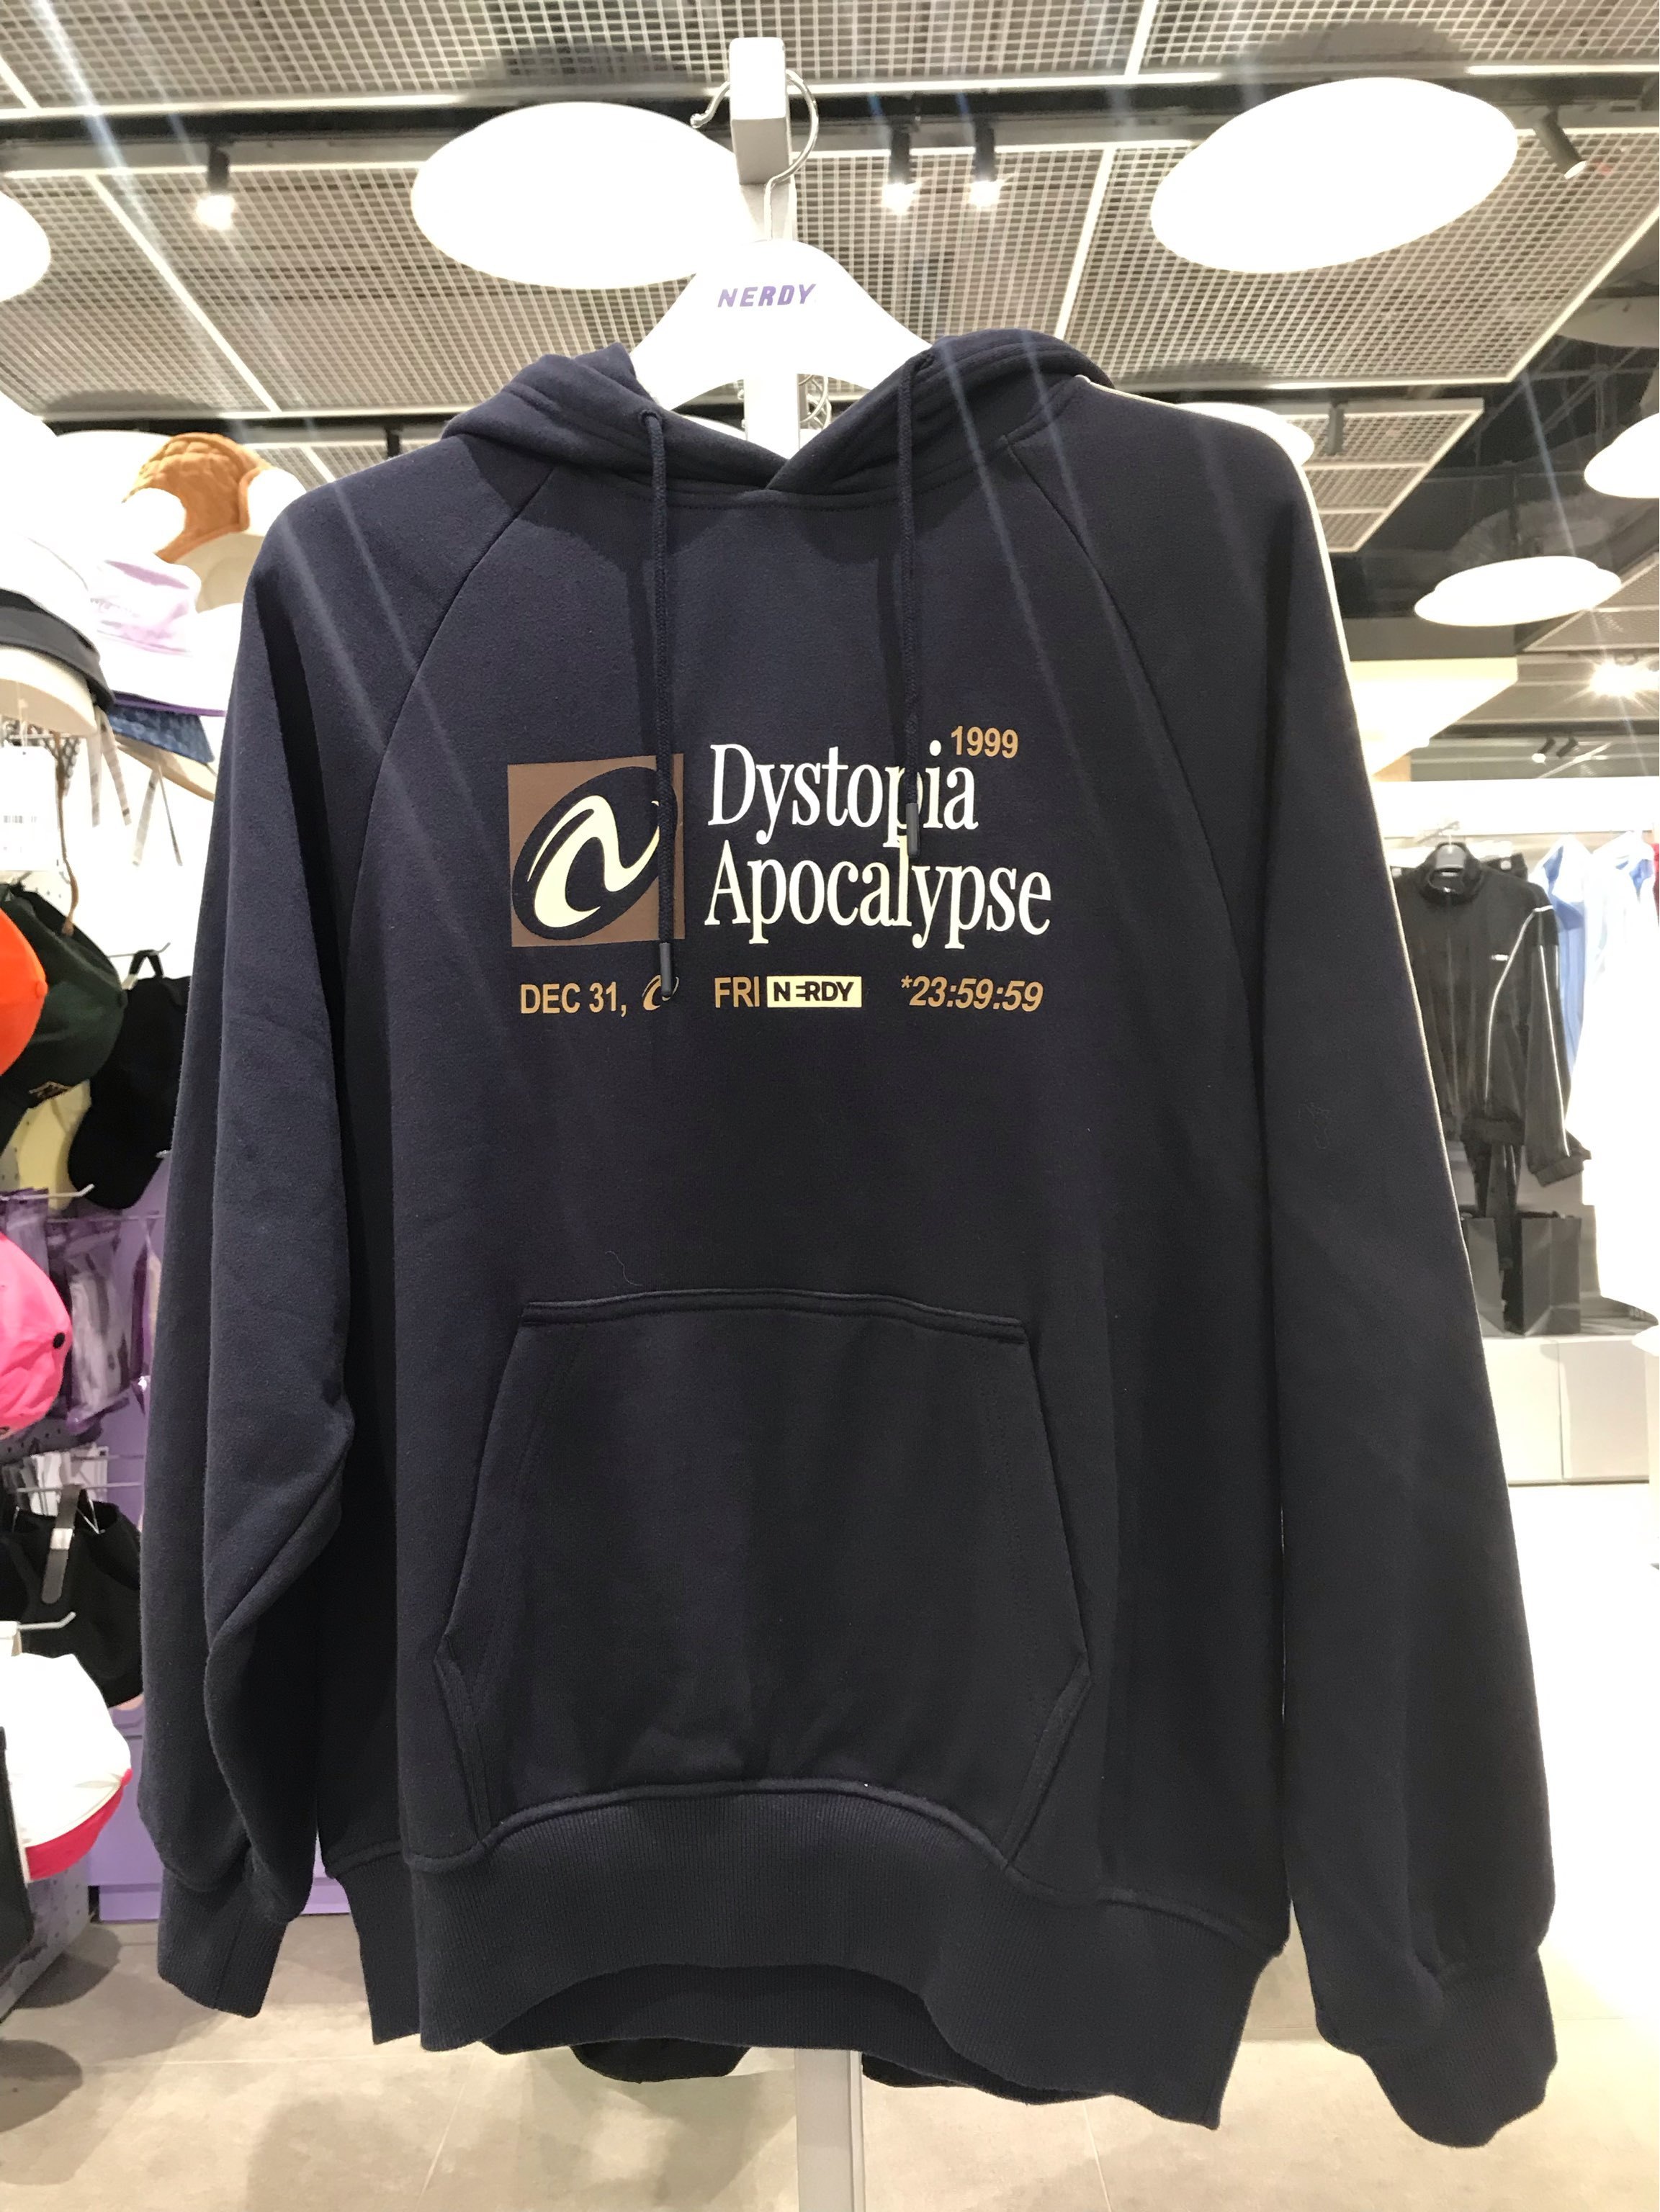 NERDY
1999
Dystopia
Apocalypse
DEC 31, FRI NERDY *23:59:59